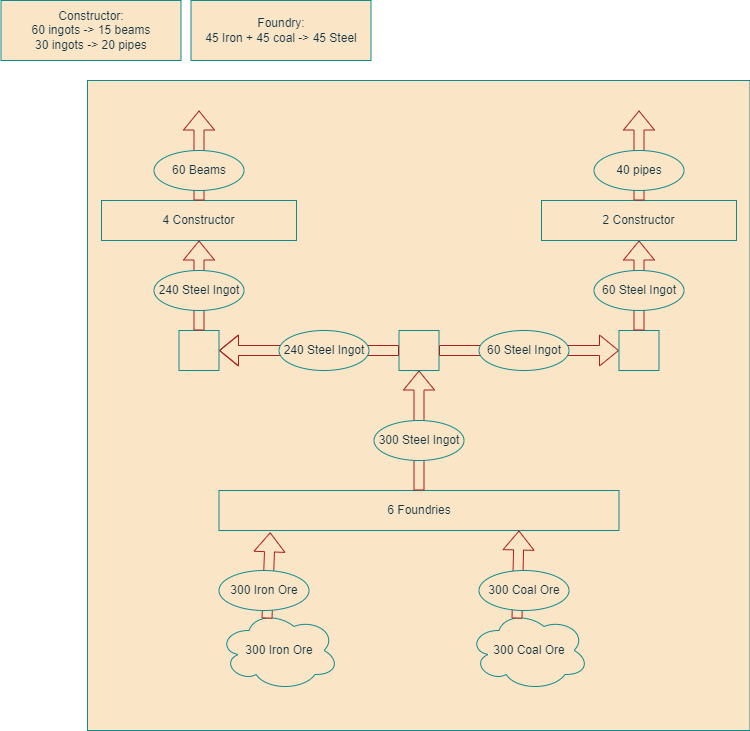 Constructor:
60 ingots -> 15 beams
30 ingots -> 20 pipes
Foundry:
45 Iron + 45 coal -> 45 Steel
60 Beams
40 pipes
4 Constructor
2 Constructor
240 Steel Ingot
60 Steel Ingot
240 Steel Ingot
60 Steel Ingot
300 Steel Ingot
6 Foundries
300 Iron Ore
300 Coal Ore
300 Iron Ore
300 Coal Ore